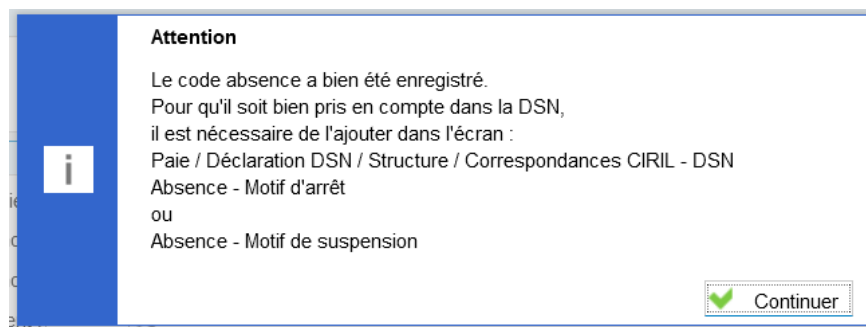 Attention
Le code absence a bien été enregistré.
Pour qu'il soit bien pris en compte dans la DSN,
il est nécessaire de l'ajouter dans l'écran :
Paie / Déclaration DSN / Structure / Correspondances CIRIL - DSN
Absence - Motif d'arrêt
ou
Absence - Motif de suspension
Continuer